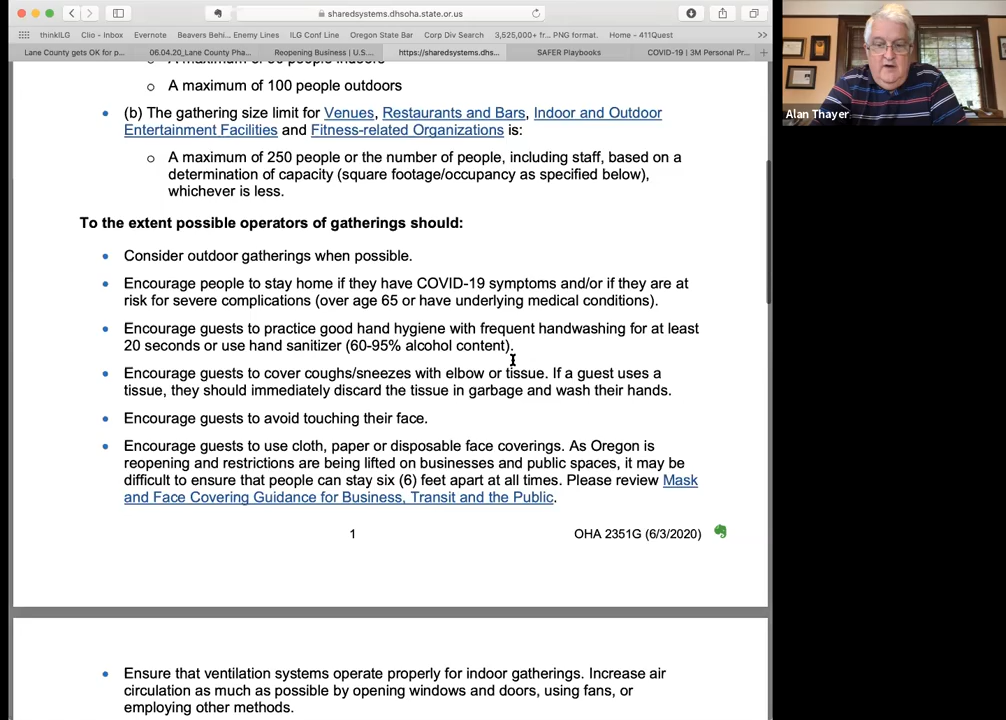 sharedsystems.dhsoha.state.or.us
thinkILG Clio - Inbox Evernote Beavers Behi... Enemy Lines ILG Conf Line Oregon State Bar Corp Div Search 3,525,000+ fr... PNG format. Home - 411Quest
Lane County gets OK for p... 06.04.20_Lane County Pha... Reopening Business | U.S.... https://sharedsystems.dhs... SAFER Playbooks COVID-19 | 3M Personal Pr...
people indoors
A maximum of 100 people outdoors
(b) The gathering size limit for Venues, Restaurants and Bars, Indoor and Outdoor
Entertainment Facilities and Fitness-related Organizations is:
A maximum of 250 people or the number of people, including staff, based on a
determination of capacity (square footage/occupancy as specified below),
whichever is less.
To the extent possible operators of gatherings should:
Consider outdoor gatherings when possible.
Encourage people to stay home if they have COVID-19 symptoms and/or if they are at
risk for severe complications (over age 65 or have underlying medical conditions).
Encourage guests to practice good hand hygiene with frequent handwashing for at least
20 seconds or use hand sanitizer (60-95% alcohol content).
Encourage guests to cover coughs/sneezes with elbow or tissue. If a guest uses a
tissue, they should immediately discard the tissue in garbage and wash their hands.
Encourage guests to avoid touching their face.
Encourage guests to use cloth, paper or disposable face coverings. As Oregon is
reopening and restrictions are being lifted on businesses and public spaces, it may be
difficult to ensure that people can stay six (6) feet apart at all times. Please review Mask
and Face Covering Guidance for Business, Transit and the Public.
1 OHA 2351G (6/3/2020)
Ensure that ventilation systems operate properly for indoor gatherings. Increase air
circulation as much as possible by opening windows and doors, using fans, or
employing other methods.
Alan Thayer